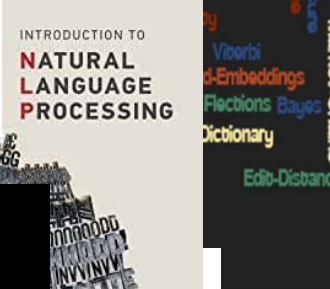 INTRODUCTION TO
NATURAL
LANGUAGE
PROCESSING
Viterbi
d-Embeddings
Flections Bayes
Dictionary
Edit-Distanc